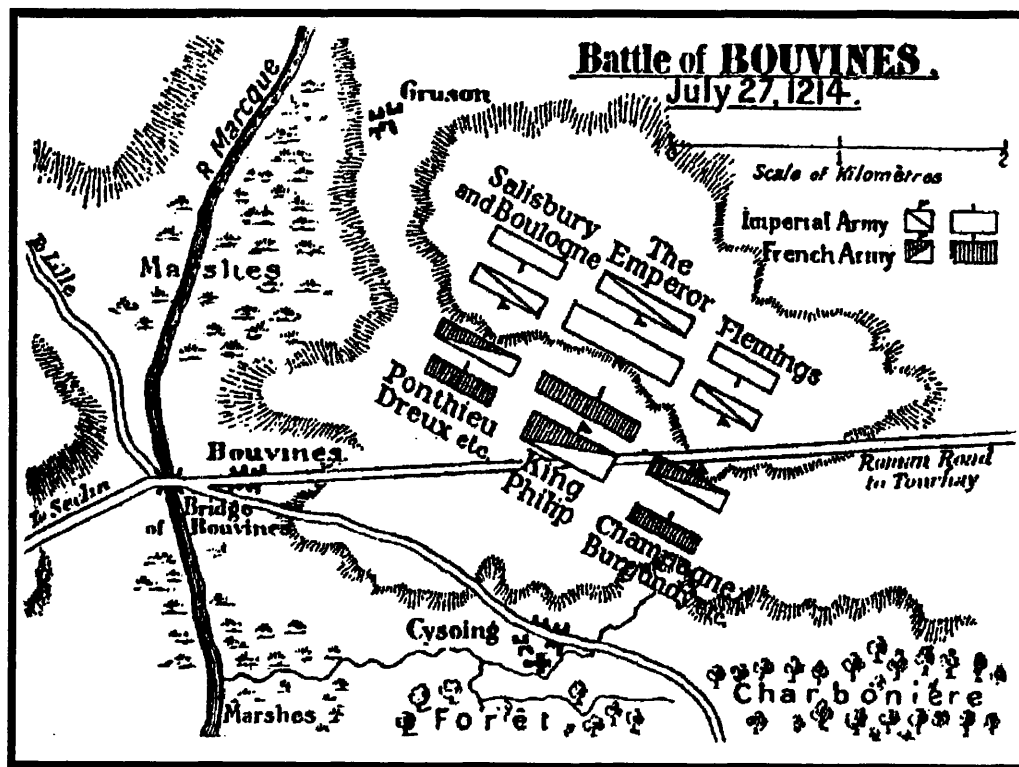 Battle of BOUVINES.
July 27, 1214.
1
2
Scale of Kilomètres
Imperial Army
French Army
Gruson
R Marcque
Marshes
To Lille
Salisbury
and Boulogne
The
Emperor
Flemings
Ponthieu
Dreux etc.
King
Philip
Champagne
Burgundy
Bouvines
Bridge
of Bouvines
To Seclin
Roman Road
to Tournay
Cysoing
Marshes
Forêt
Charbonière